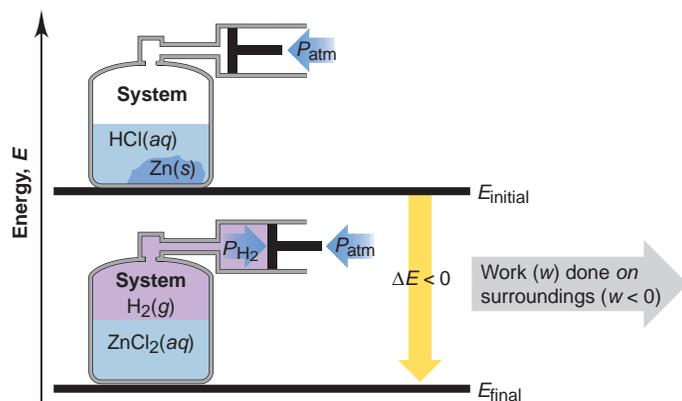 P_atm
System
HCl(aq)
Zn(s)
Energy, E
E_initial
P_H₂
P_atm
System
H₂(g)
ZnCl₂(aq)
ΔE < 0
Work (w) done on
surroundings (w < 0)
E_final